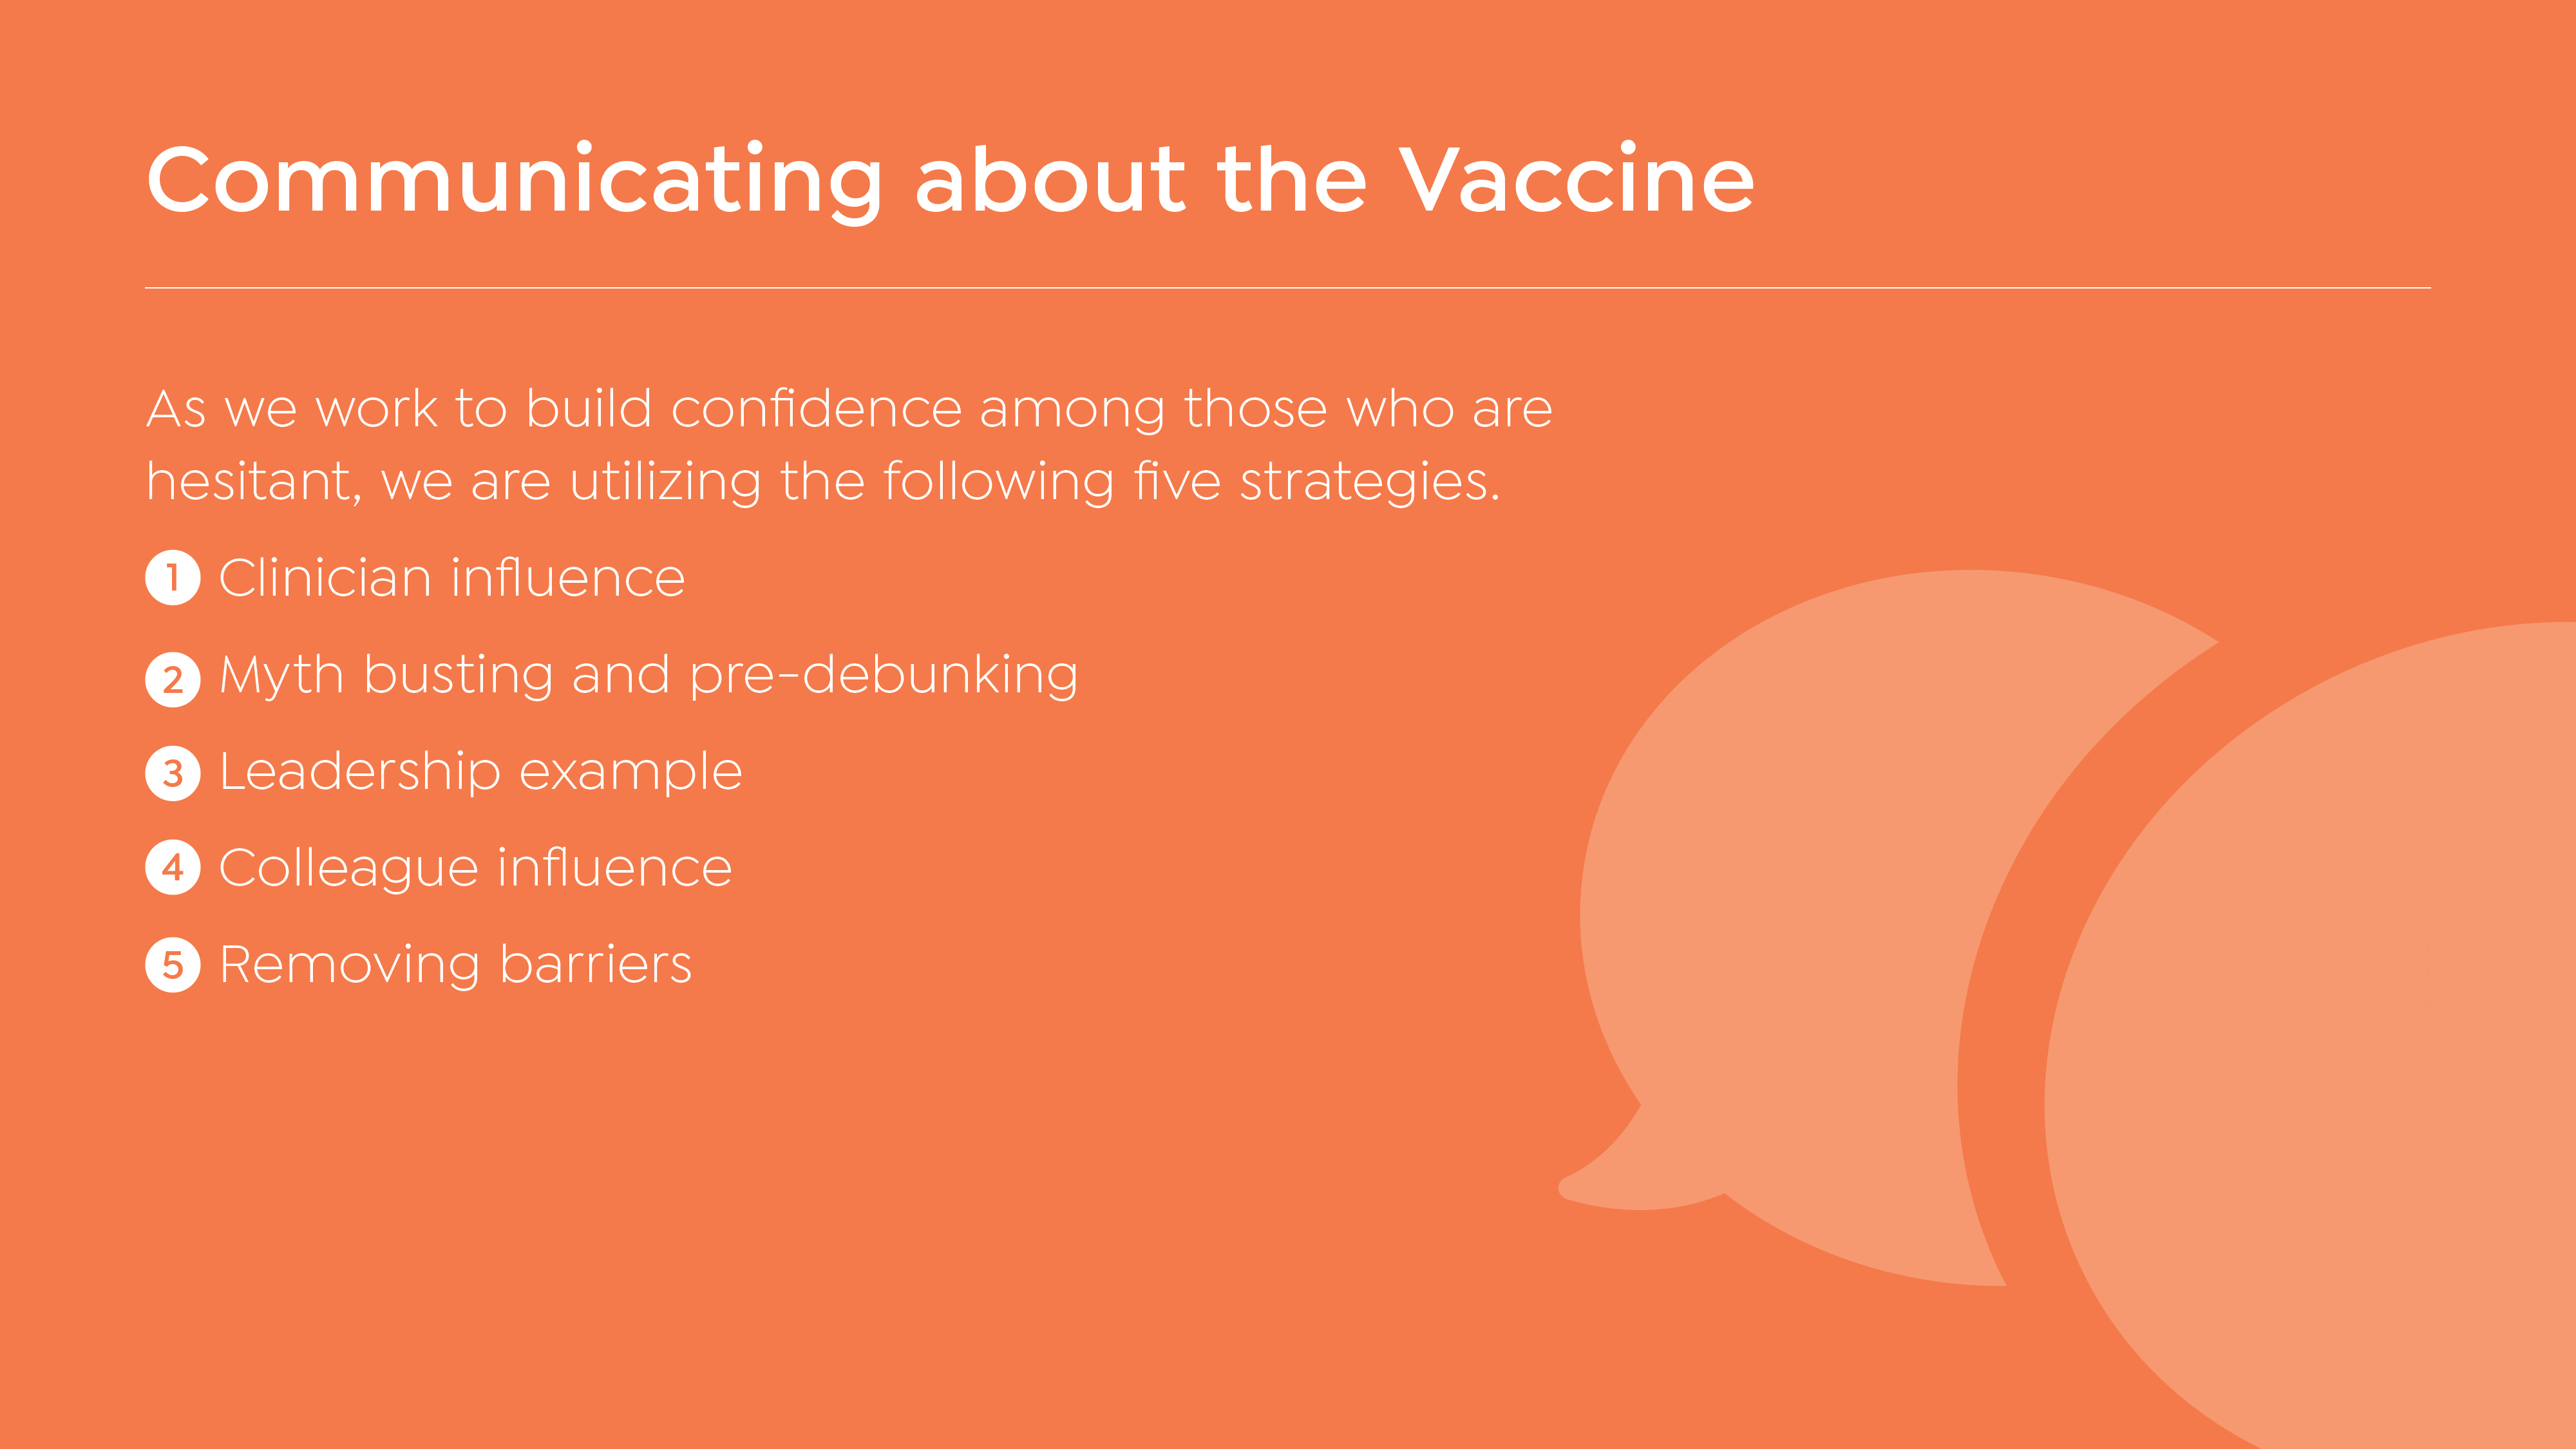 Communicating about the Vaccine
As we work to build confidence among those who are
hesitant, we are utilizing the following five strategies.
1 Clinician influence
2 Myth busting and pre-debunking
3 Leadership example
4 Colleague influence
5 Removing barriers